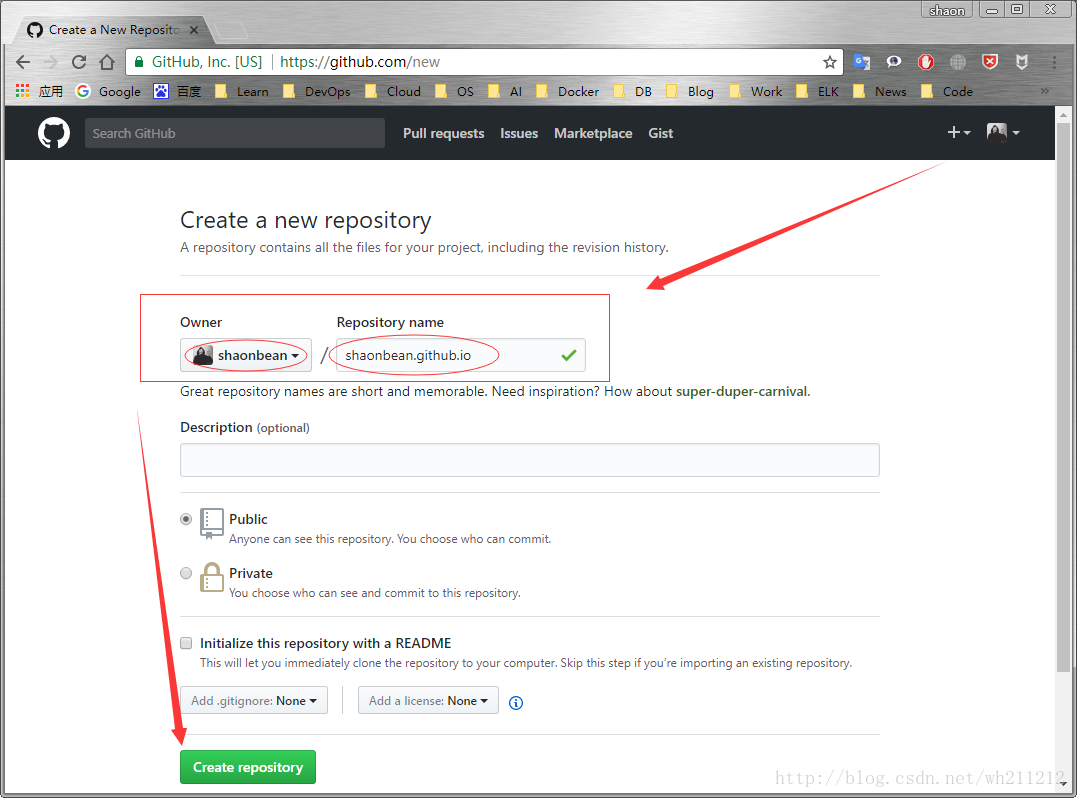 shaon
Create a New Reposito
GitHub, Inc. [US] https://github.com/new
应用 Google 百度 Learn DevOps Cloud OS AI Docker DB Blog Work ELK News Code »
Search GitHub Pull requests Issues Marketplace Gist
Create a new repository
A repository contains all the files for your project, including the revision history.
Owner Repository name
shaonbean / shaonbean.github.io
Great repository names are short and memorable. Need inspiration? How about super-duper-carnival.
Description (optional)
Public
Anyone can see this repository. You choose who can commit.
Private
You choose who can see and commit to this repository.
Initialize this repository with a README
This will let you immediately clone the repository to your computer. Skip this step if you’re importing an existing repository.
Add .gitignore: None Add a license: None
Create repository
http://blog.csdn.net/wh211212